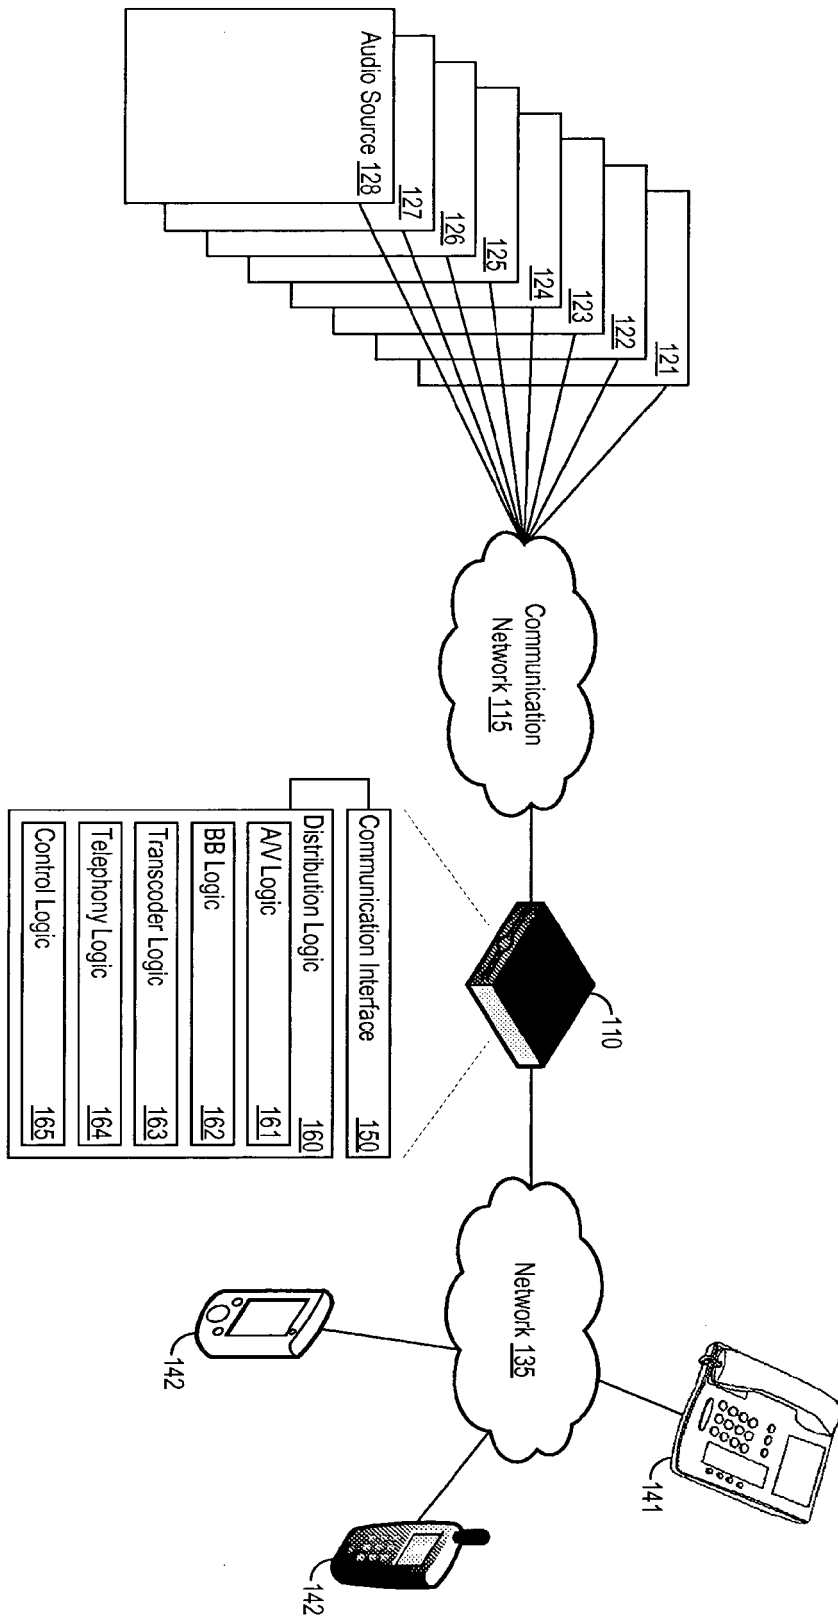 121
122
123
124
125
126
127
Audio Source 128
Communication
Network 115
110
Communication Interface 150
Distribution Logic 160
A/V Logic 161
BB Logic 162
Transcoder Logic 163
Telephony Logic 164
Control Logic 165
Network 135
141
142
142